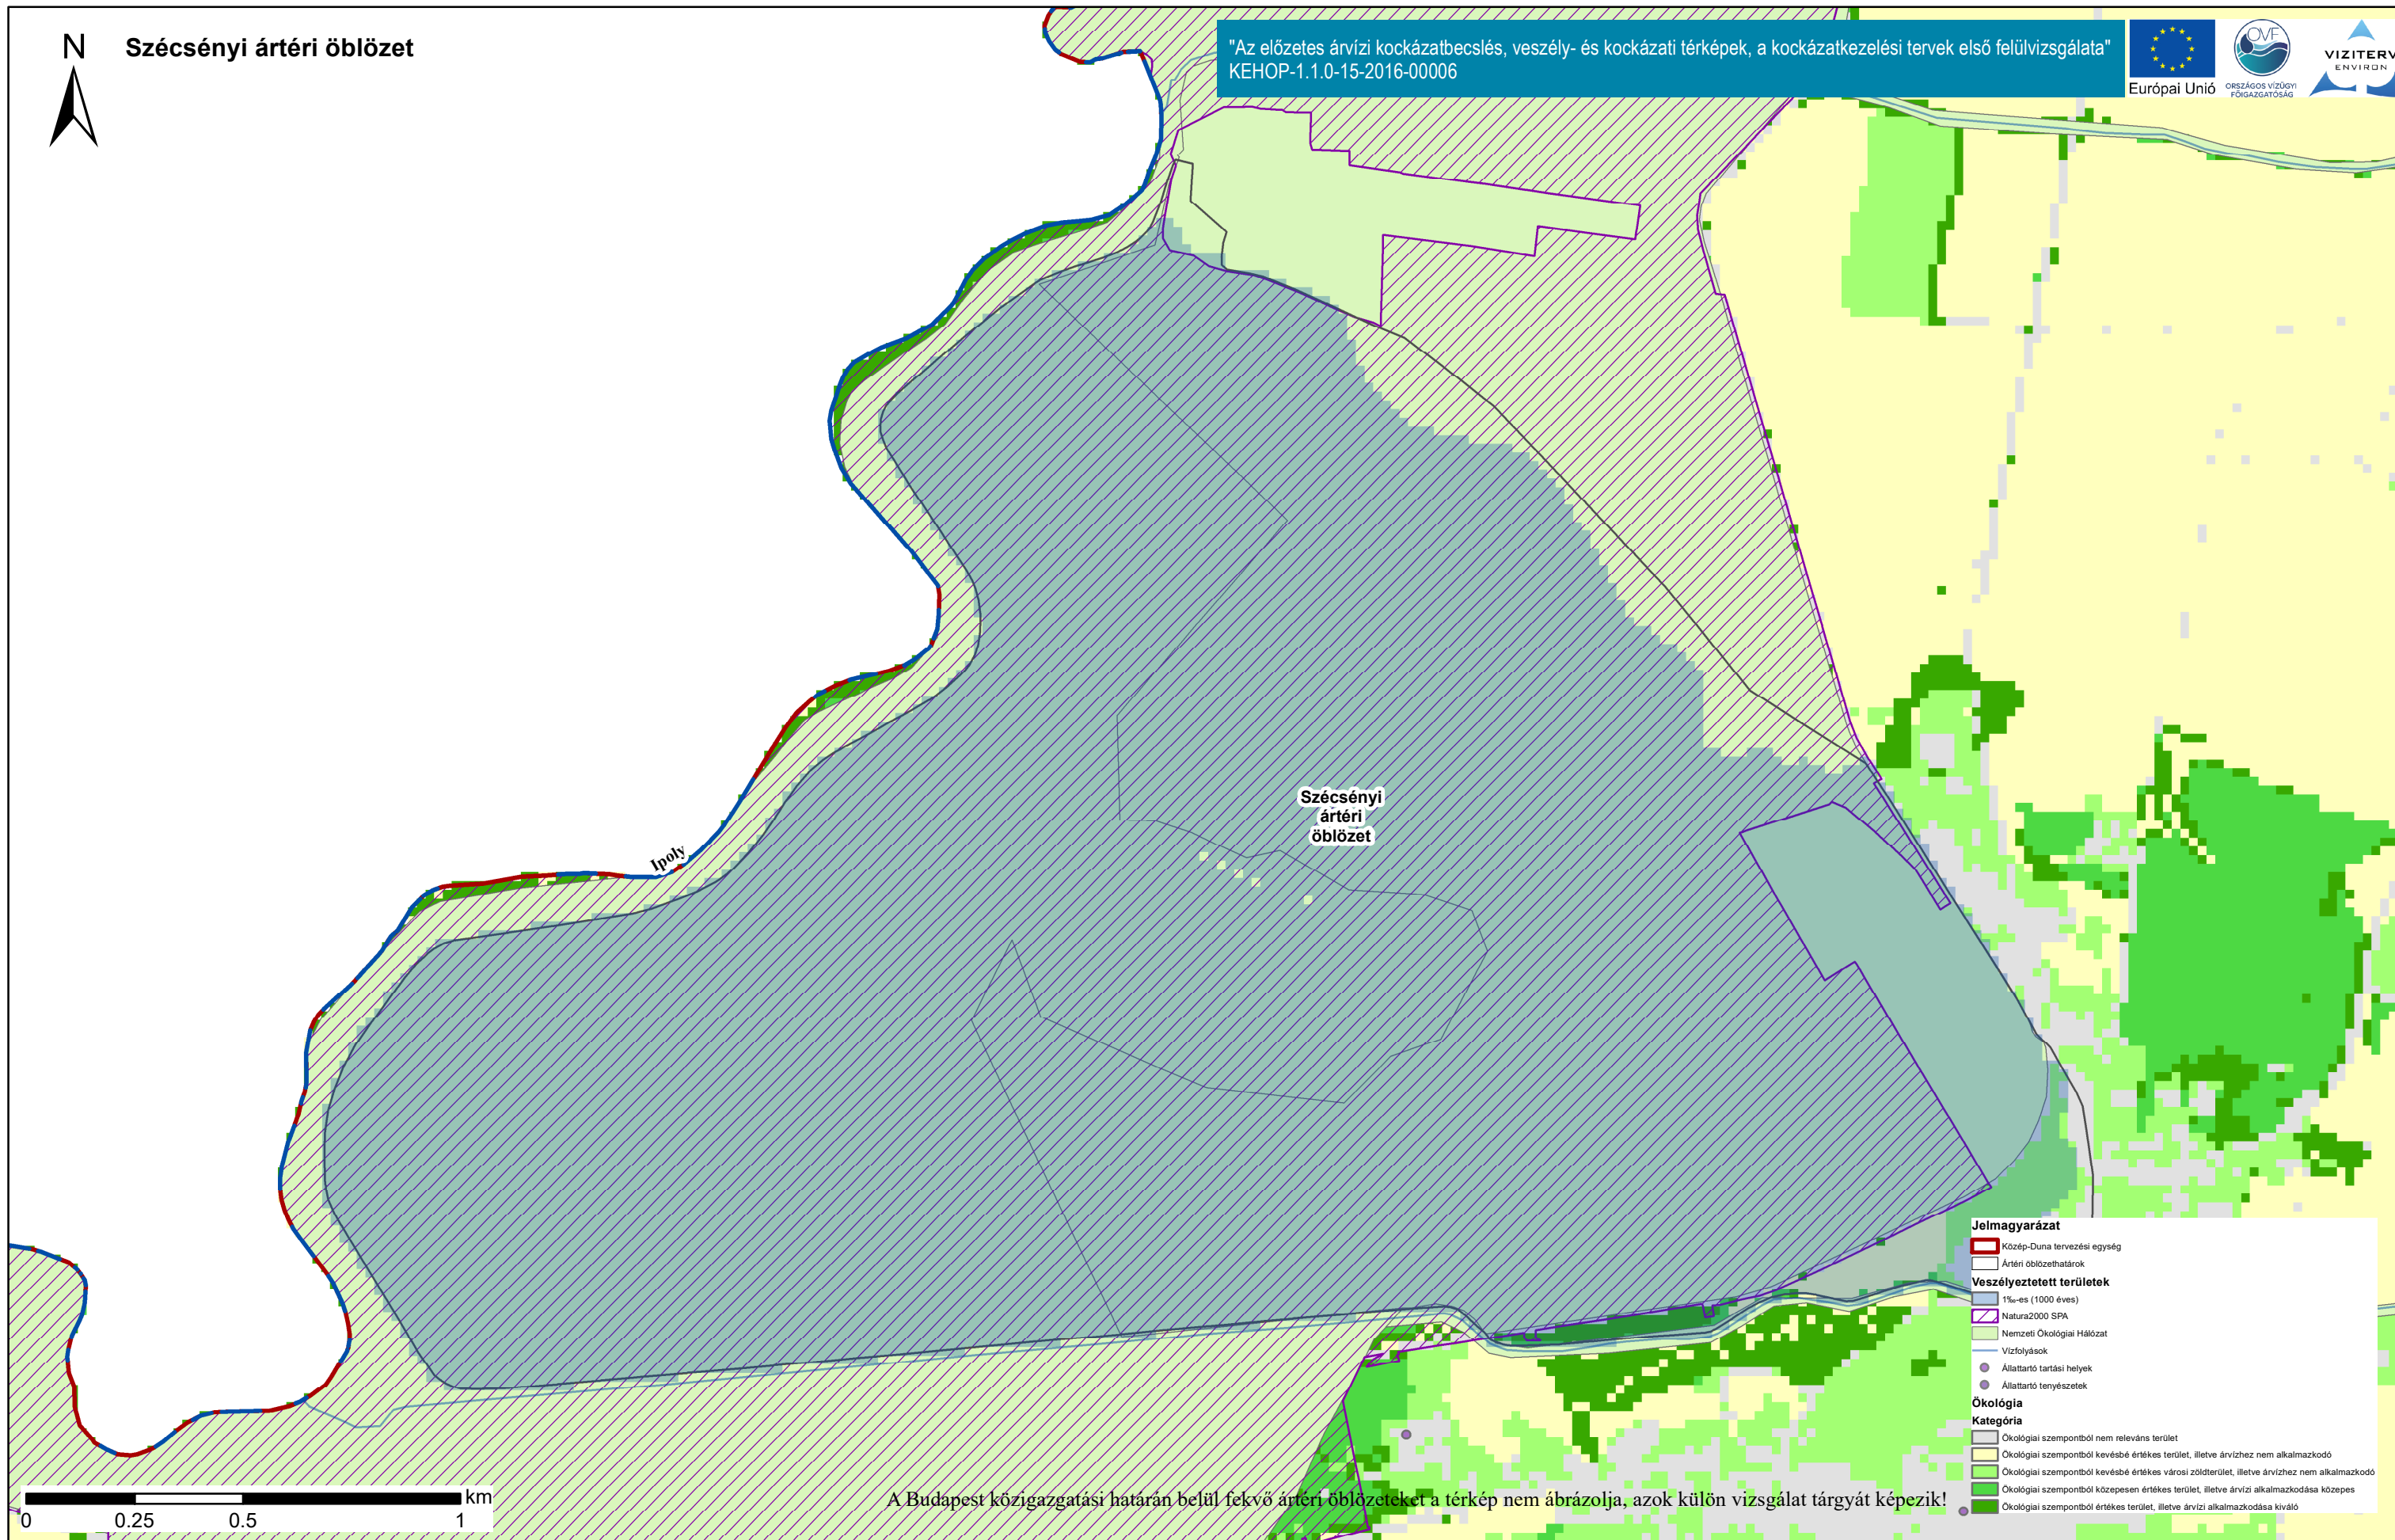 N
Szécsényi ártéri öblözet
"Az előzetes árvízi kockázatbecslés, veszély- és kockázati térképek, a kockázatkezelési tervek első felülvizsgálata"
KEHOP-1.1.0-15-2016-00006
Európai Unió
OVF
ORSZÁGOS VÍZÜGYI
FŐIGAZGATÓSÁG
VIZITERV
ENVIRON
Szécsényi
ártéri
öblözet
Ipoly
Jelmagyarázat
Közép-Duna tervezési egység
Ártéri öblözethatárok
Veszélyeztetett területek
1‰-es (1000 éves)
Natura2000 SPA
Nemzeti Ökológiai Hálózat
Vízfolyások
Állattartó tartási helyek
Állattartó tenyészetek
Ökológia
Kategória
Ökológiai szempontból nem releváns terület
Ökológiai szempontból kevésbé értékes terület, illetve árvízhez nem alkalmazkodó
Ökológiai szempontból kevésbé értékes városi zöldterület, illetve árvízhez nem alkalmazkodó
Ökológiai szempontból közepesen értékes terület, illetve árvízi alkalmazkodása közepes
Ökológiai szempontból értékes terület, illetve árvízi alkalmazkodása kiváló
km
0 0.25 0.5 1
A Budapest közigazgatási határán belül fekvő ártéri öblözeteket a térkép nem ábrázolja, azok külön vizsgálat tárgyát képezik!